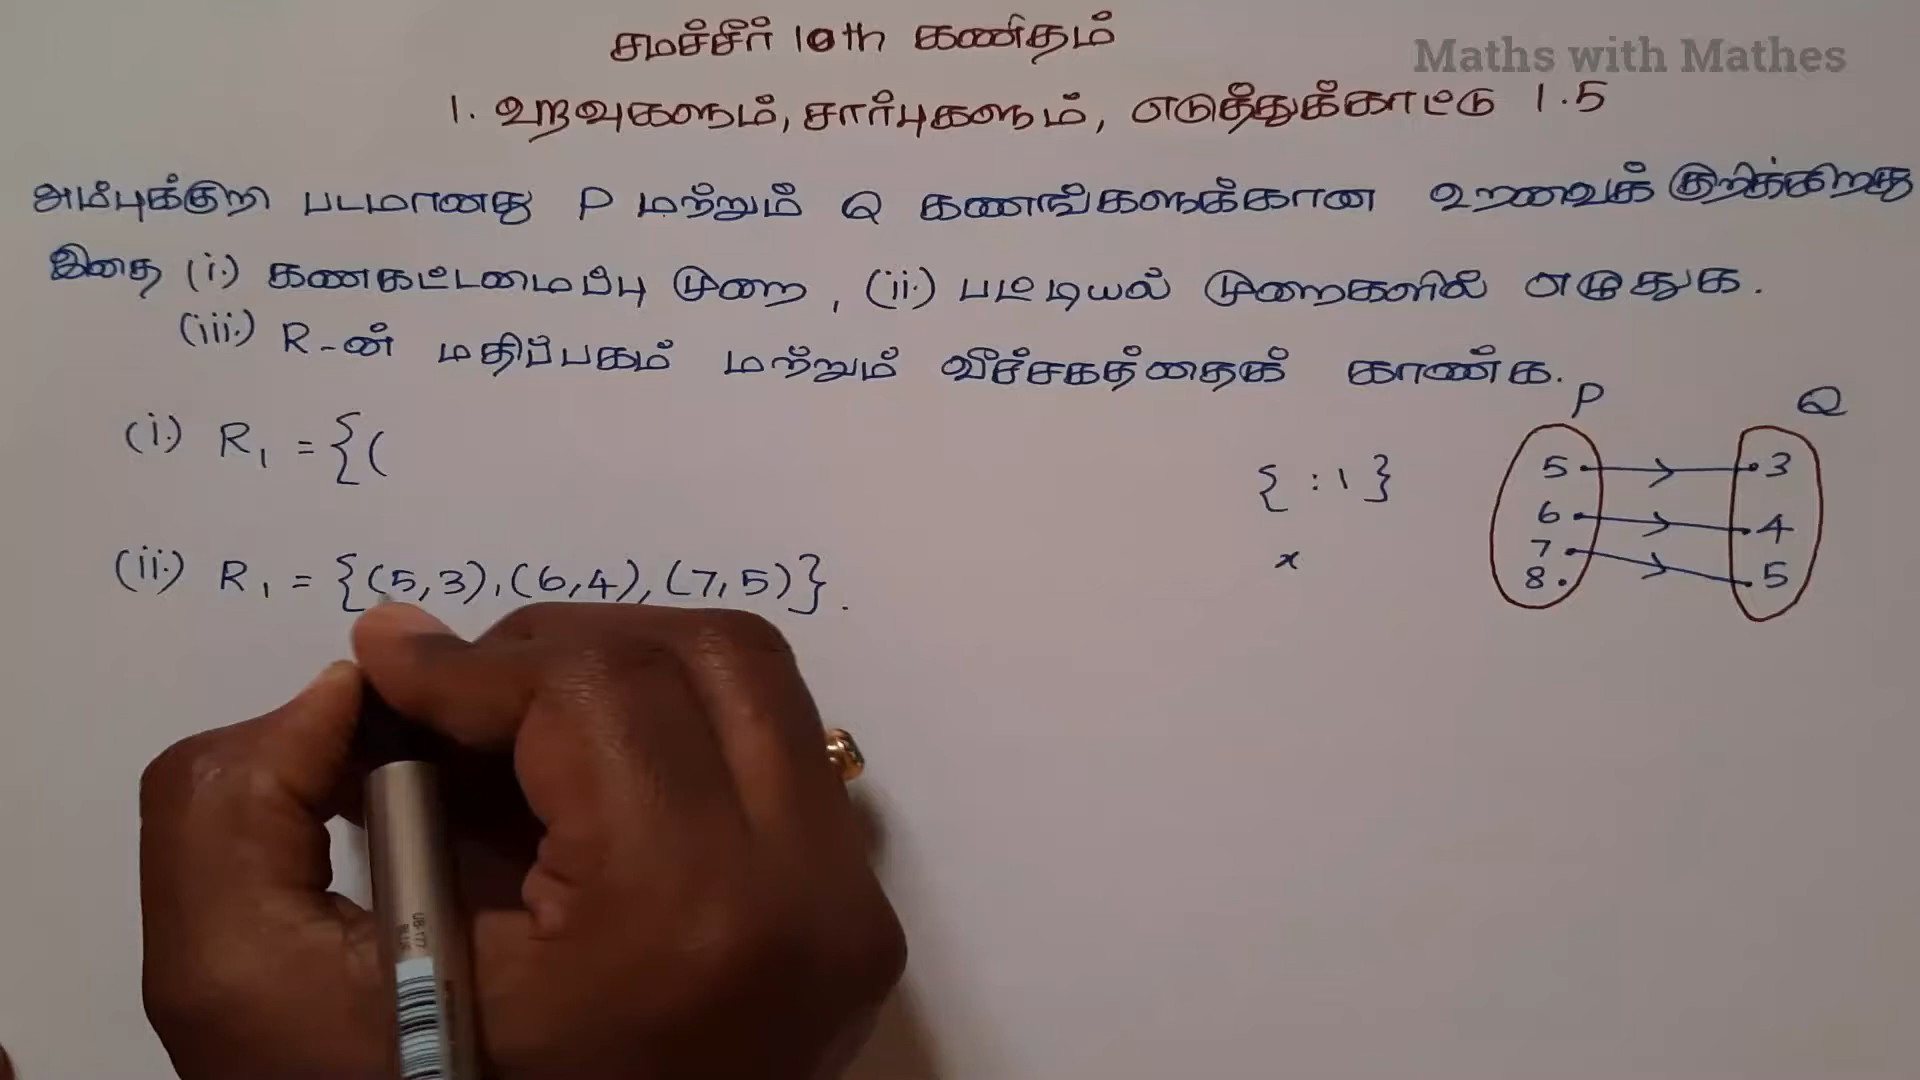 சமச்சீர் 10th கணிதம்
Maths with Mathes
1. உறவுகளும், சார்புகளும், எடுத்துக்காட்டு 1.5
அம்புக்குறி படமானது P மற்றும் Q கணங்களுக்கான உறவைக் குறிக்கிறது
இதை (i.) கணகட்டமைப்பு முறை, (ii.) பட்டியல் முறைகளில் எழுதுக.
(iii.) R-ன் மதிப்பகம் மற்றும் வீச்சகத்தைக் காண்க.
P Q
(i.) R₁ = {(
{ : 1 }
5 3
6 4
7 5
8
x
(ii.) R₁ = {(5,3), (6,4), (7,5)}.